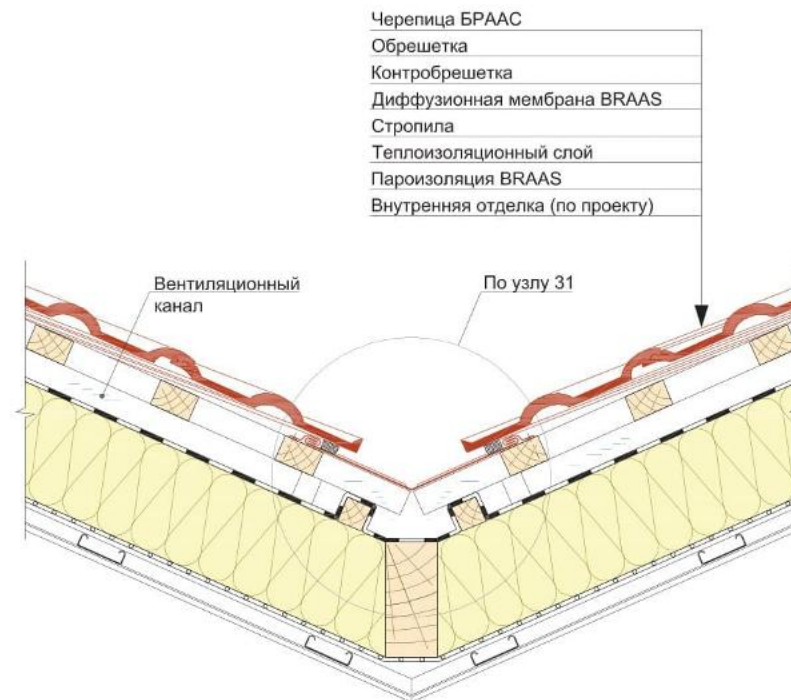 Черепица БРААС
Обрешетка
Контробрешетка
Диффузионная мембрана BRAAS
Стропила
Теплоизоляционный слой
Пароизоляция BRAAS
Внутренняя отделка (по проекту)
Вентиляционный
канал
По узлу 31